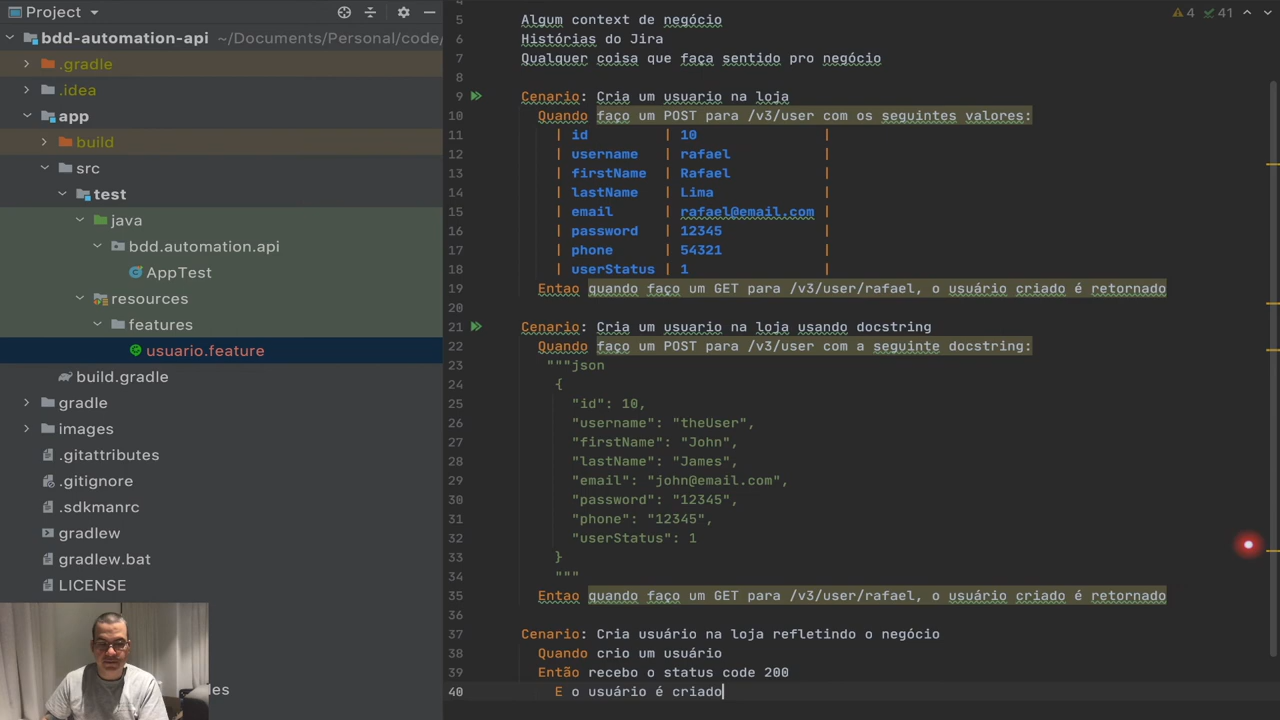 Project
bdd-automation-api ~/Documents/Personal/code/
.gradle
.idea
app
build
src
test
java
bdd.automation.api
AppTest
resources
features
usuario.feature
build.gradle
gradle
images
.gitattributes
.gitignore
.sdkmanrc
gradlew
gradlew.bat
LICENSE
4 41
5 Algum context de negócio
6 Histórias do Jira
7 Qualquer coisa que faça sentido pro negócio
8
9 Cenario: Cria um usuario na loja
10 Quando faço um POST para /v3/user com os seguintes valores:
11 | id | 10 |
12 | username | rafael |
13 | firstName | Rafael |
14 | lastName | Lima |
15 | email | rafael@email.com |
16 | password | 12345 |
17 | phone | 54321 |
18 | userStatus | 1 |
19 Entao quando faço um GET para /v3/user/rafael, o usuário criado é retornado
20
21 Cenario: Cria um usuario na loja usando docstring
22 Quando faço um POST para /v3/user com a seguinte docstring:
23 """json
24 {
25 "id": 10,
26 "username": "theUser",
27 "firstName": "John",
28 "lastName": "James",
29 "email": "john@email.com",
30 "password": "12345",
31 "phone": "12345",
32 "userStatus": 1
33 }
34 """
35 Entao quando faço um GET para /v3/user/rafael, o usuário criado é retornado
36
37 Cenario: Cria usuário na loja refletindo o negócio
38 Quando crio um usuário
39 Então recebo o status code 200
40 E o usuário é criado